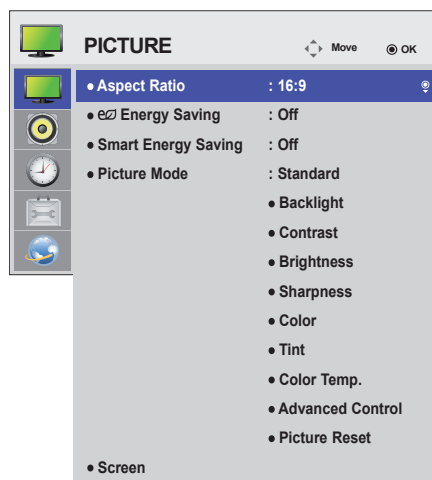 PICTURE Move OK
• Aspect Ratio : 16:9
• e Energy Saving : Off
• Smart Energy Saving : Off
• Picture Mode : Standard
• Backlight
• Contrast
• Brightness
• Sharpness
• Color
• Tint
• Color Temp.
• Advanced Control
• Picture Reset
• Screen